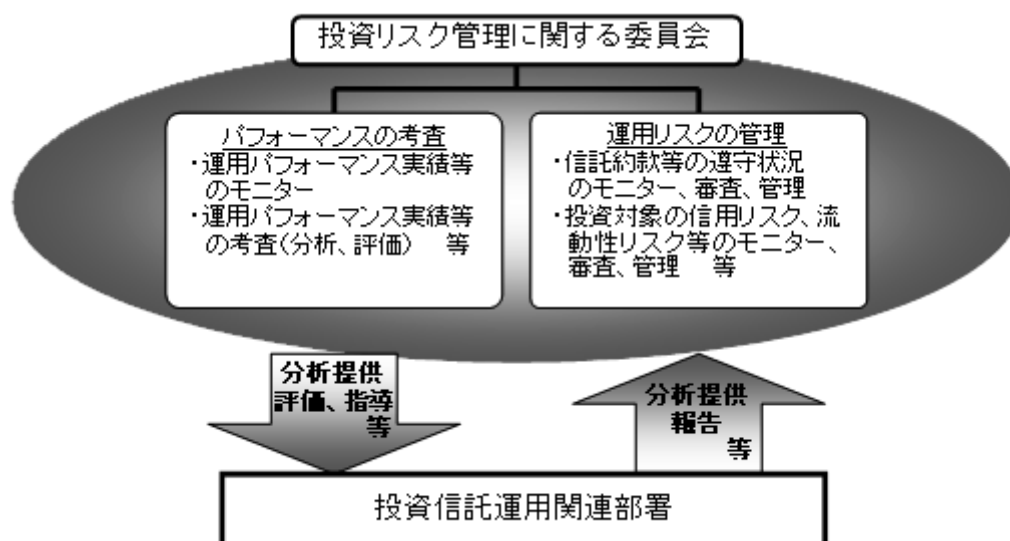 投資リスク管理に関する委員会
パフォーマンスの考査
・運用パフォーマンス実績等
のモニター
・運用パフォーマンス実績等
の考査(分析、評価) 等
運用リスクの管理
・信託約款等の遵守状況
のモニター、審査、管理
・投資対象の信用リスク、流
動性リスク等のモニター、
審査、管理 等
分析提供
評価、指導
等
分析提供
報告
等
投資信託運用関連部署